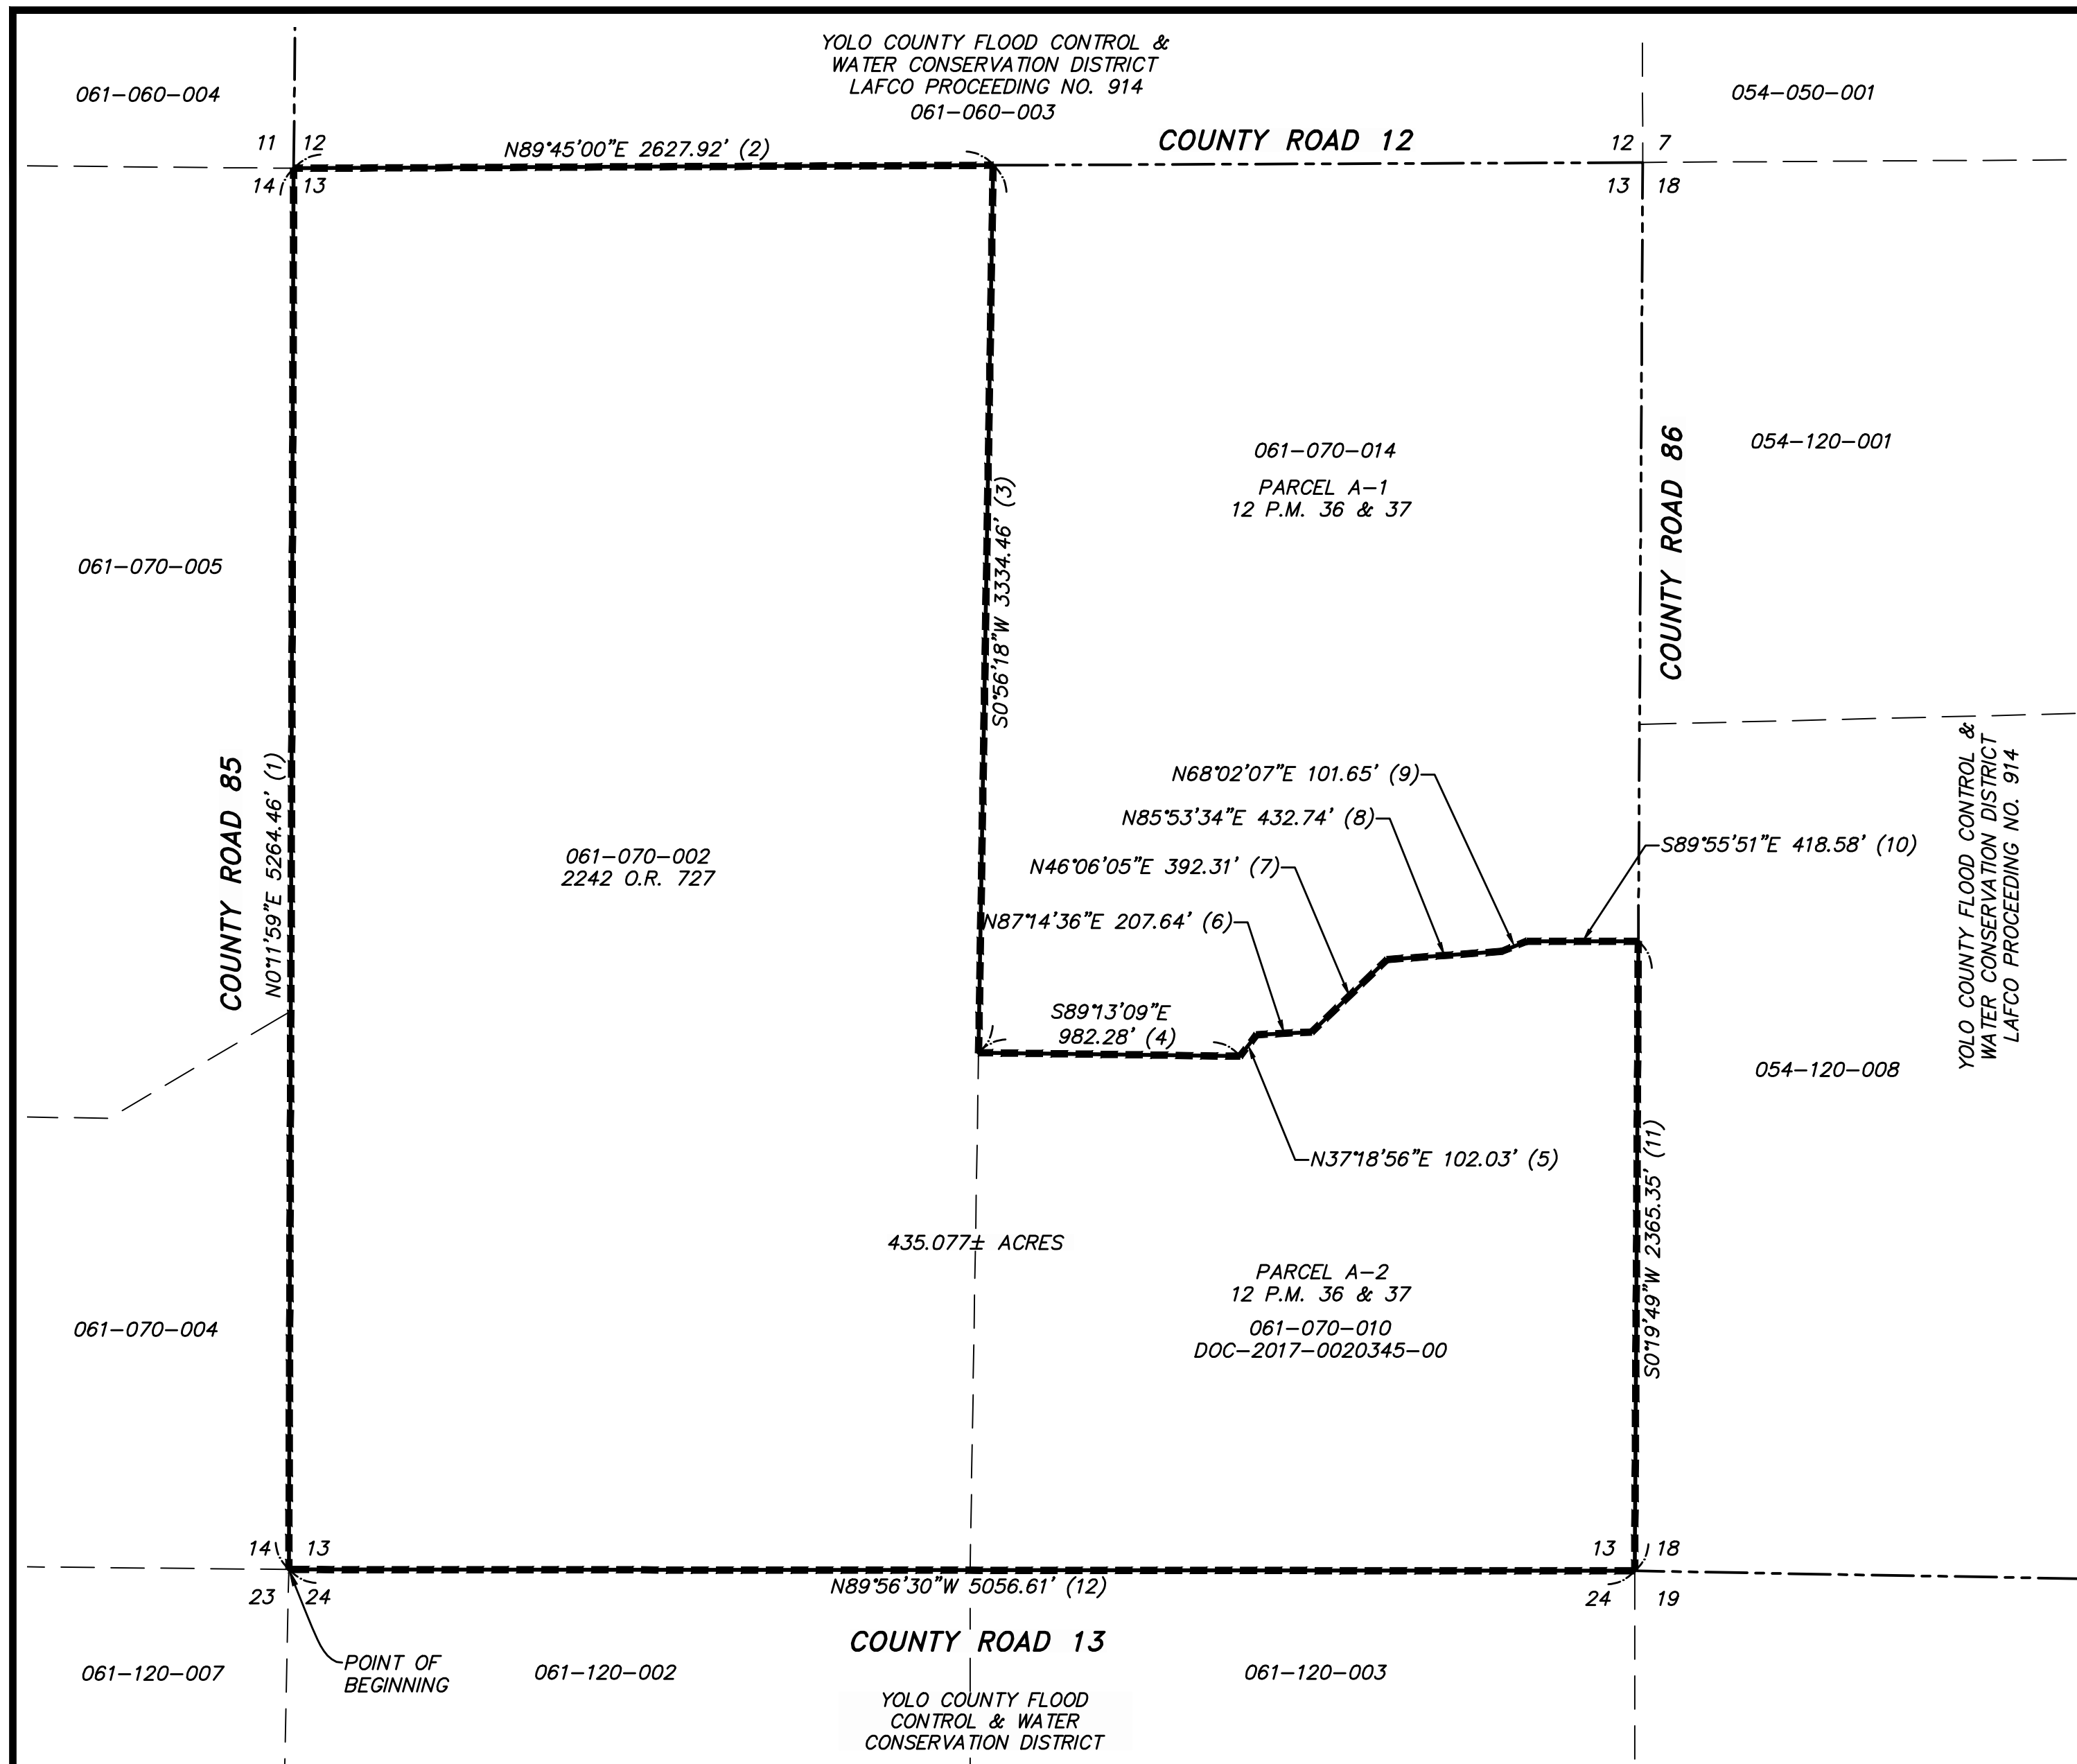 YOLO COUNTY FLOOD CONTROL &
WATER CONSERVATION DISTRICT
LAFCO PROCEEDING NO. 914
061-060-003
061-060-004
054-050-001
11 12
14 13
N89°45'00"E 2627.92' (2)
COUNTY ROAD 12
12 7
13 18
061-070-014
PARCEL A-1
12 P.M. 36 & 37
054-120-001
COUNTY ROAD 86
S0°56'18"W 3334.46' (3)
061-070-005
COUNTY ROAD 85
N0°11'59"E 5264.46' (1)
061-070-002
2242 O.R. 727
N68°02'07"E 101.65' (9)
N85°53'34"E 432.74' (8)
N46°06'05"E 392.31' (7)
N87°14'36"E 207.64' (6)
S89°55'51"E 418.58' (10)
YOLO COUNTY FLOOD CONTROL &
WATER CONSERVATION DISTRICT
LAFCO PROCEEDING NO. 914
S89°13'09"E
982.28' (4)
054-120-008
N37°18'56"E 102.03' (5)
S0°19'49"W 2365.35' (11)
435.077± ACRES
PARCEL A-2
12 P.M. 36 & 37
061-070-010
DOC-2017-0020345-00
061-070-004
14 13
23 24
13 18
24 19
N89°56'30"W 5056.61' (12)
COUNTY ROAD 13
POINT OF
BEGINNING
061-120-007
061-120-002
061-120-003
YOLO COUNTY FLOOD
CONTROL & WATER
CONSERVATION DISTRICT